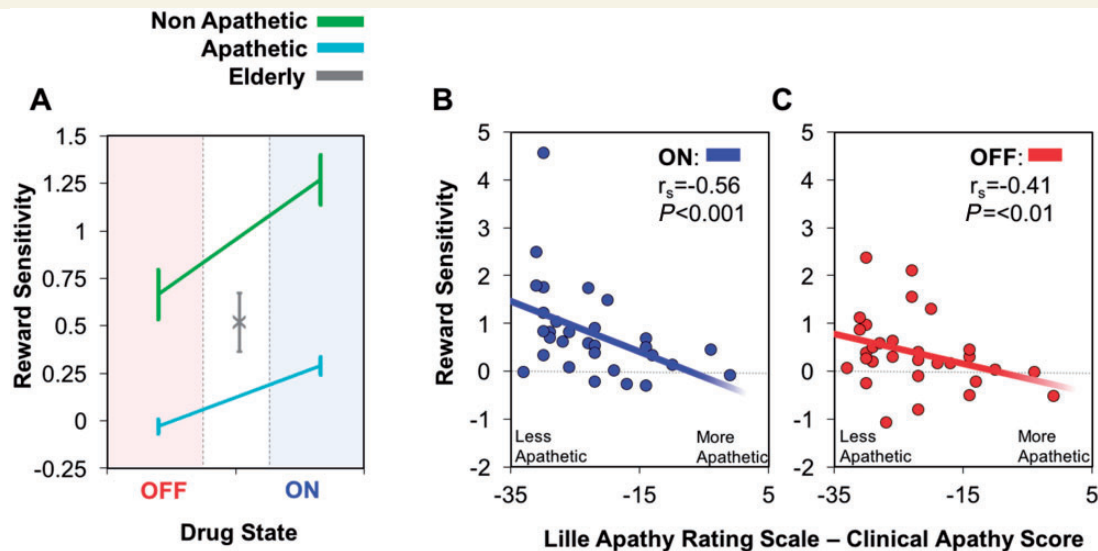 Non Apathetic
Apathetic
Elderly
A
Reward Sensitivity
1.5
1.25
1
0.75
0.5
0.25
0
-0.25
OFF
ON
Drug State
B
Reward Sensitivity
5
4
3
2
1
0
-1
-2
ON:
rs=-0.56
P<0.001
Less
Apathetic
More
Apathetic
-35
-15
5
C
5
4
3
2
1
0
-1
-2
OFF:
rs=-0.41
P=<0.01
Less
Apathetic
More
Apathetic
-35
-15
5
Lille Apathy Rating Scale – Clinical Apathy Score